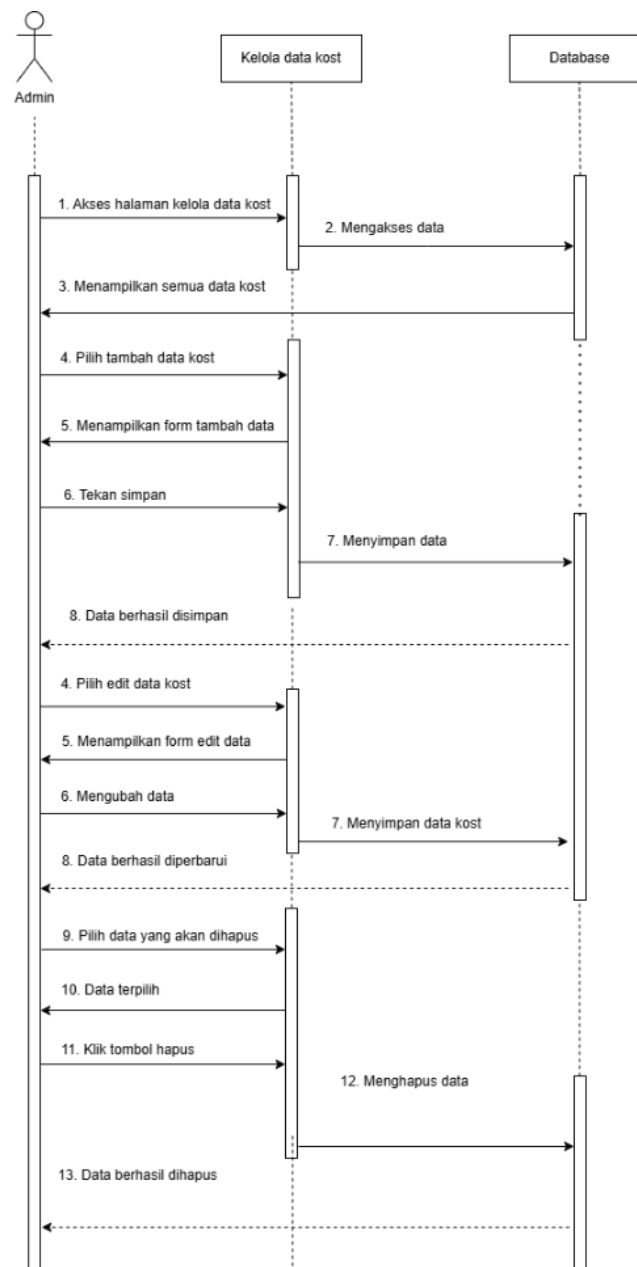 Admin
Kelola data kost
Database
1. Akses halaman kelola data kost
2. Mengakses data
3. Menampilkan semua data kost
4. Pilih tambah data kost
5. Menampilkan form tambah data
6. Tekan simpan
7. Menyimpan data
8. Data berhasil disimpan
4. Pilih edit data kost
5. Menampilkan form edit data
6. Mengubah data
7. Menyimpan data kost
8. Data berhasil diperbarui
9. Pilih data yang akan dihapus
10. Data terpilih
11. Klik tombol hapus
12. Menghapus data
13. Data berhasil dihapus